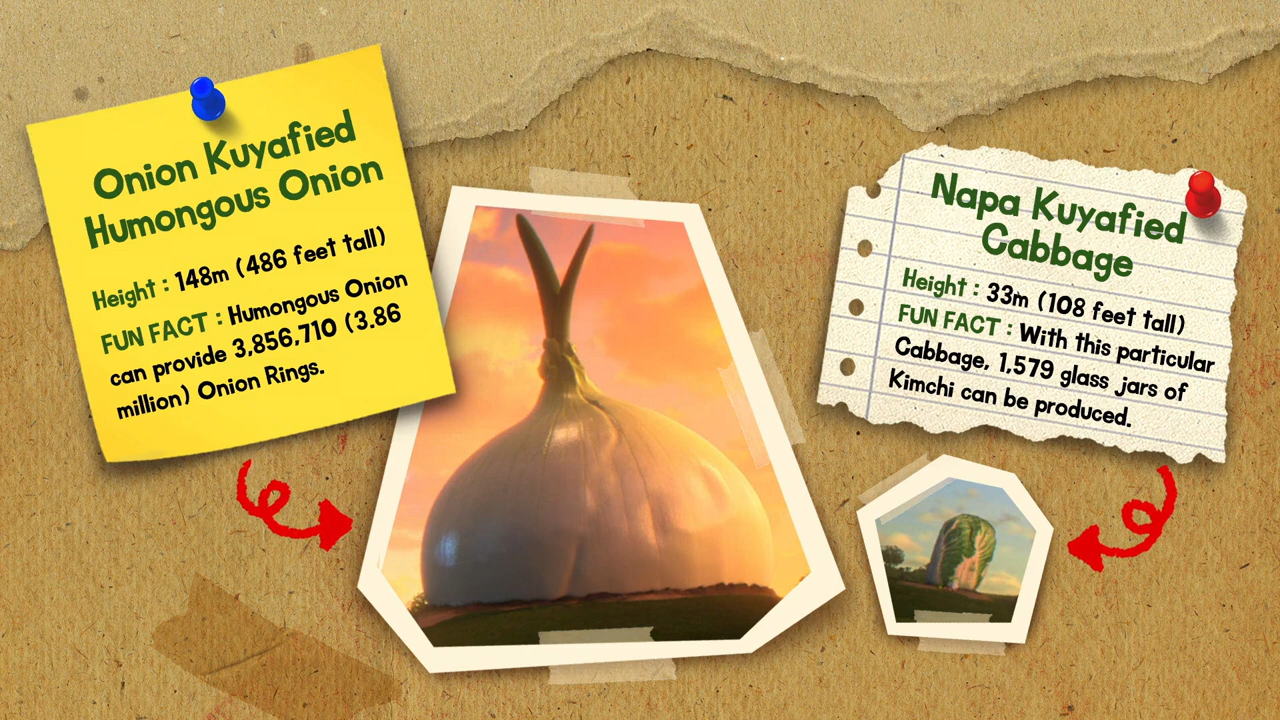 Onion Kuyafied
Humongous Onion
Height : 148m (486 feet tall)
FUN FACT : Humongous Onion
can provide 3,856,710 (3.86
million) Onion Rings.
Napa Kuyafied
Cabbage
Height : 33m (108 feet tall)
FUN FACT : With this particular
Cabbage, 1,579 glass jars of
Kimchi can be produced.